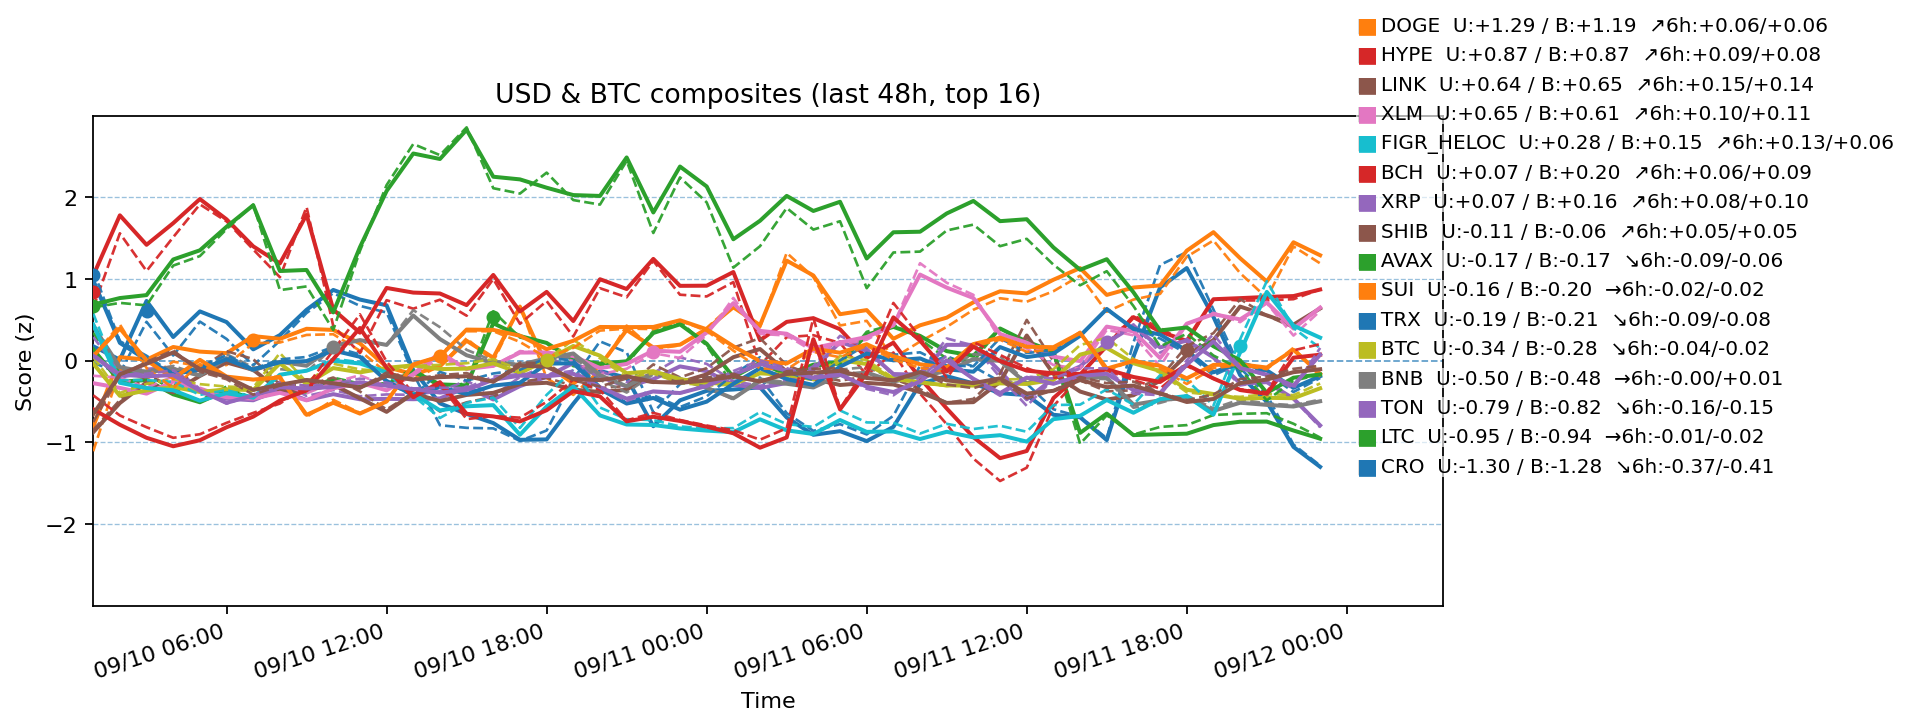 DOGE U:+1.29 / B:+1.19 ↗6h:+0.06/+0.06
HYPE U:+0.87 / B:+0.87 ↗6h:+0.09/+0.08
LINK U:+0.64 / B:+0.65 ↗6h:+0.15/+0.14
XLM U:+0.65 / B:+0.61 ↗6h:+0.10/+0.11
FIGR_HELOC U:+0.28 / B:+0.15 ↗6h:+0.13/+0.06
BCH U:+0.07 / B:+0.20 ↗6h:+0.06/+0.09
XRP U:+0.07 / B:+0.16 ↗6h:+0.08/+0.10
SHIB U:-0.11 / B:-0.06 ↗6h:+0.05/+0.05
AVAX U:-0.17 / B:-0.17 ↘6h:-0.09/-0.06
SUI U:-0.16 / B:-0.20 →6h:-0.02/-0.02
TRX U:-0.19 / B:-0.21 ↘6h:-0.09/-0.08
BTC U:-0.34 / B:-0.28 ↘6h:-0.04/-0.02
BNB U:-0.50 / B:-0.48 →6h:-0.00/+0.01
TON U:-0.79 / B:-0.82 ↘6h:-0.16/-0.15
LTC U:-0.95 / B:-0.94 →6h:-0.01/-0.02
CRO U:-1.30 / B:-1.28 ↘6h:-0.37/-0.41
USD & BTC composites (last 48h, top 16)
Score (z)
2
1
0
−1
−2
09/10 06:00
09/10 12:00
09/10 18:00
09/11 00:00
09/11 06:00
09/11 12:00
09/11 18:00
09/12 00:00
Time